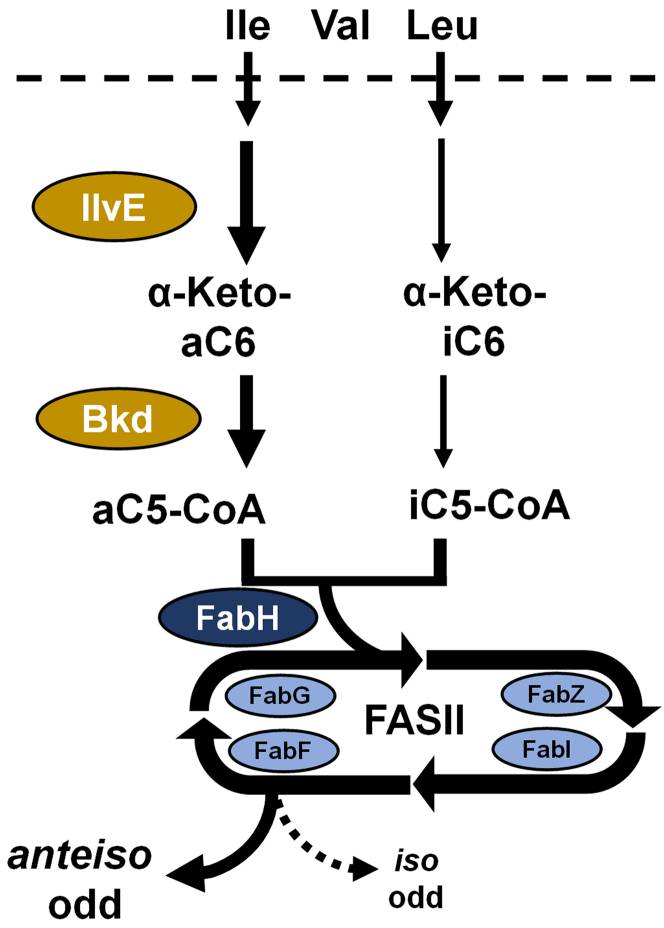 Ile Val Leu
IlvE
α-Keto-
aC6
α-Keto-
iC6
Bkd
aC5-CoA
iC5-CoA
FabH
FabG
FabZ
FASII
FabF
FabI
anteiso
odd
iso
odd